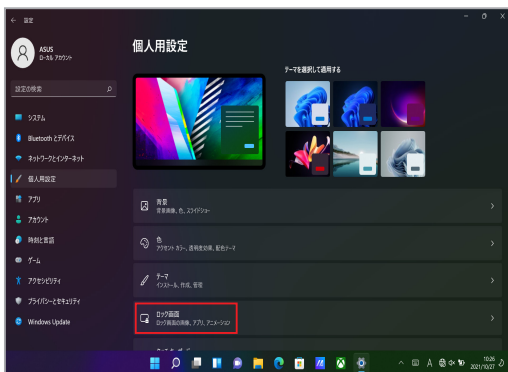 設定
個人用設定
ASUS
ローカル アカウント
設定の検索
システム
Bluetooth とデバイス
ネットワークとインターネット
個人用設定
アプリ
アカウント
時刻と言語
ゲーム
アクセシビリティ
プライバシーとセキュリティ
Windows Update
テーマを選択して適用する
背景
背景画像、色、スライドショー
色
アクセント カラー、透明度効果、配色テーマ
テーマ
インストール、作成、管理
ロック画面
ロック画面の画像、アプリ、アニメーション
A
10:26
2021/10/27